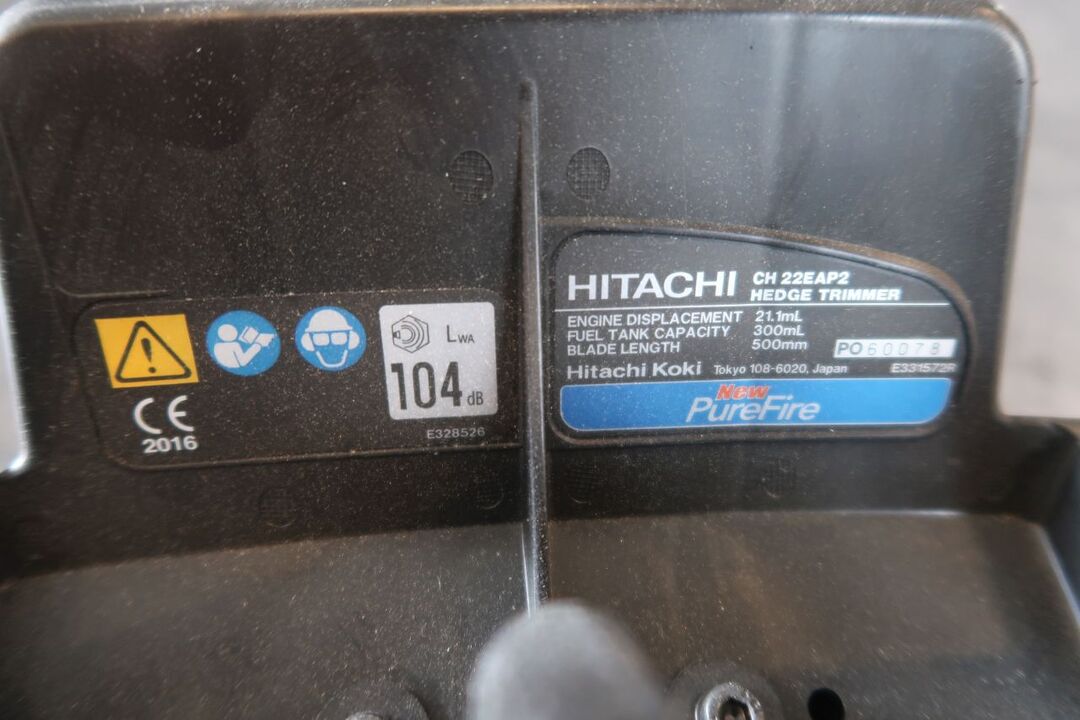 CE
2016
LWA
104 dB
E328526
HITACHI CH 22EAP2
HEDGE TRIMMER
ENGINE DISPLACEMENT 21.1mL
FUEL TANK CAPACITY 300mL
BLADE LENGTH 500mm
PO60078
Hitachi Koki Tokyo 108-6020, Japan E331572R
New
PureFire